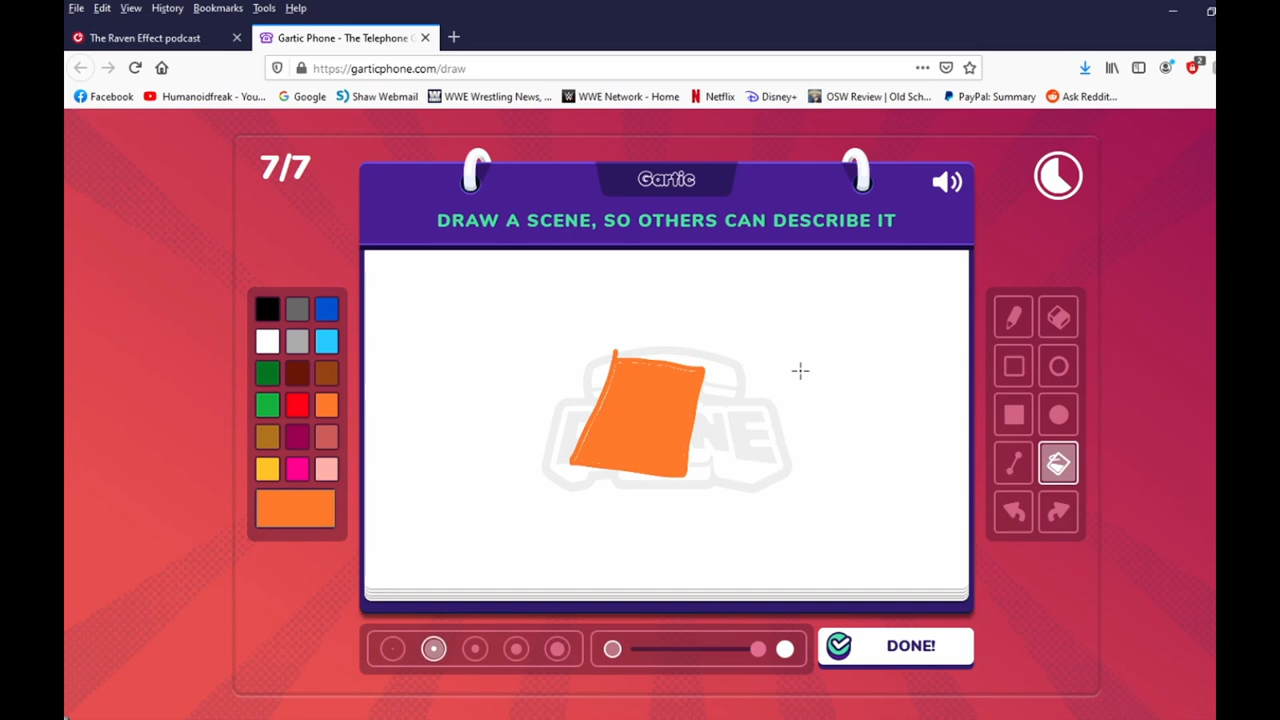 File Edit View History Bookmarks Tools Help
The Raven Effect podcast
Gartic Phone - The Telephone G
https://garticphone.com/draw
Facebook Humanoidfreak - You... Google Shaw Webmail WWE Wrestling News, ... WWE Network - Home Netflix Disney+ OSW Review | Old Sch... PayPal: Summary Ask Reddit...
2
7/7
Gartic
DRAW A SCENE, SO OTHERS CAN DESCRIBE IT
DONE!